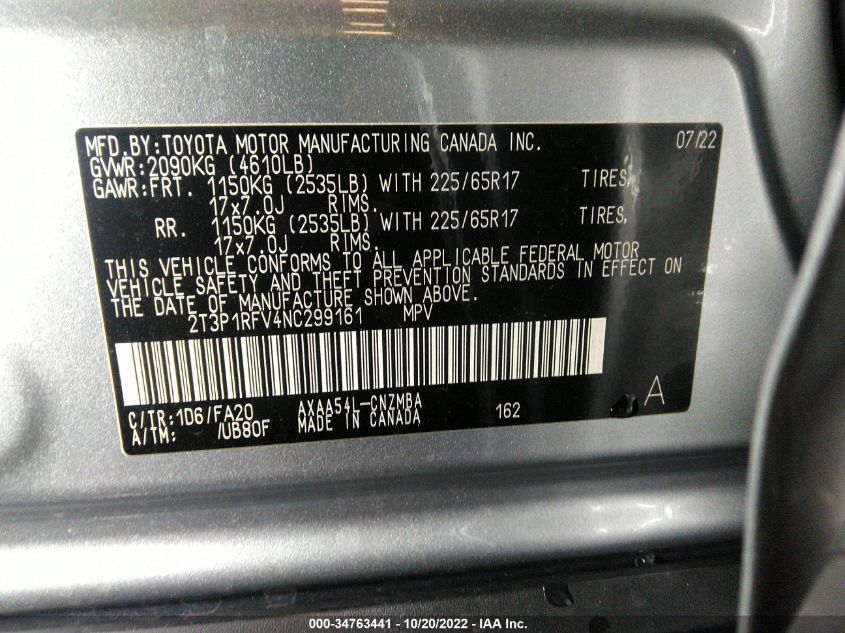 MFD.BY:TOYOTA MOTOR MANUFACTURING CANADA INC. 07/22
GVWR:2090KG (4610LB)
GAWR:FRT. 1150KG (2535LB) WITH 225/65R17 TIRES,
17x7.0J RIMS.
RR. 1150KG (2535LB) WITH 225/65R17 TIRES,
17x7.0J RIMS.
THIS VEHICLE CONFORMS TO ALL APPLICABLE FEDERAL MOTOR
VEHICLE SAFETY AND THEFT PREVENTION STANDARDS IN EFFECT ON
THE DATE OF MANUFACTURE SHOWN ABOVE.
2T3P1RFV4NC299161 MPV
C/TR:1D6/FA20 AXAA54L-CNZMBA 162 A
A/TM: /UB80F MADE IN CANADA
000-34763441 - 10/20/2022 - IAA Inc.